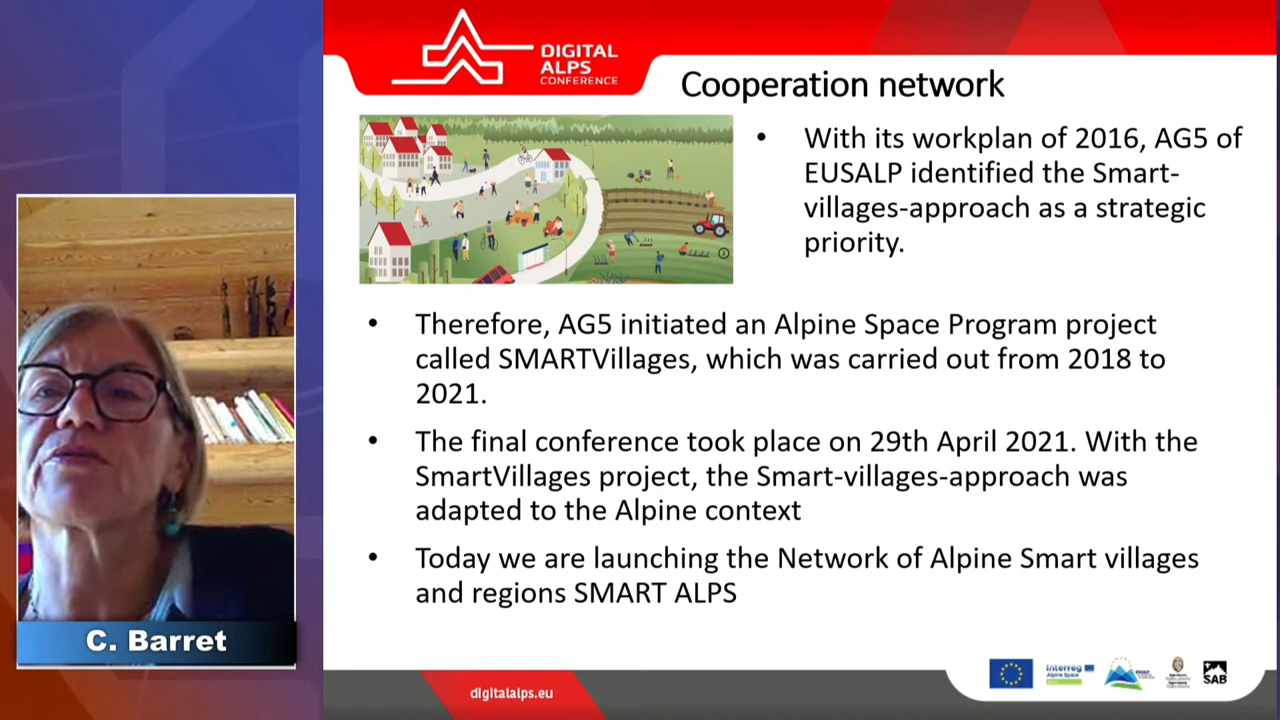 DIGITAL
ALPS
CONFERENCE
Cooperation network
• With its workplan of 2016, AG5 of
EUSALP identified the Smart-
villages-approach as a strategic
priority.
• Therefore, AG5 initiated an Alpine Space Program project
called SMARTVillages, which was carried out from 2018 to
2021.
• The final conference took place on 29th April 2021. With the
SmartVillages project, the Smart-villages-approach was
adapted to the Alpine context
• Today we are launching the Network of Alpine Smart villages
and regions SMART ALPS
C. Barret
digitalalps.eu
Interreg
Alpine Space
EUSALP
SAB